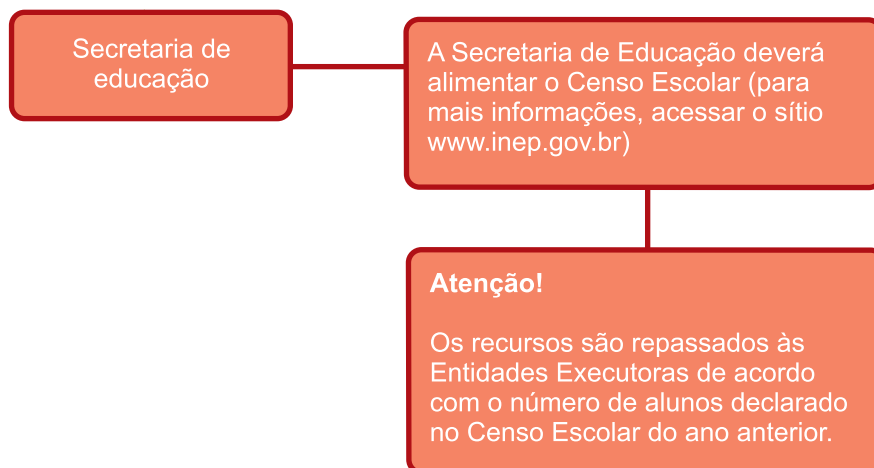 Secretaria de
educação
A Secretaria de Educação deverá
alimentar o Censo Escolar (para
mais informações, acessar o sítio
www.inep.gov.br)
Atenção!
Os recursos são repassados às
Entidades Executoras de acordo
com o número de alunos declarado
no Censo Escolar do ano anterior.